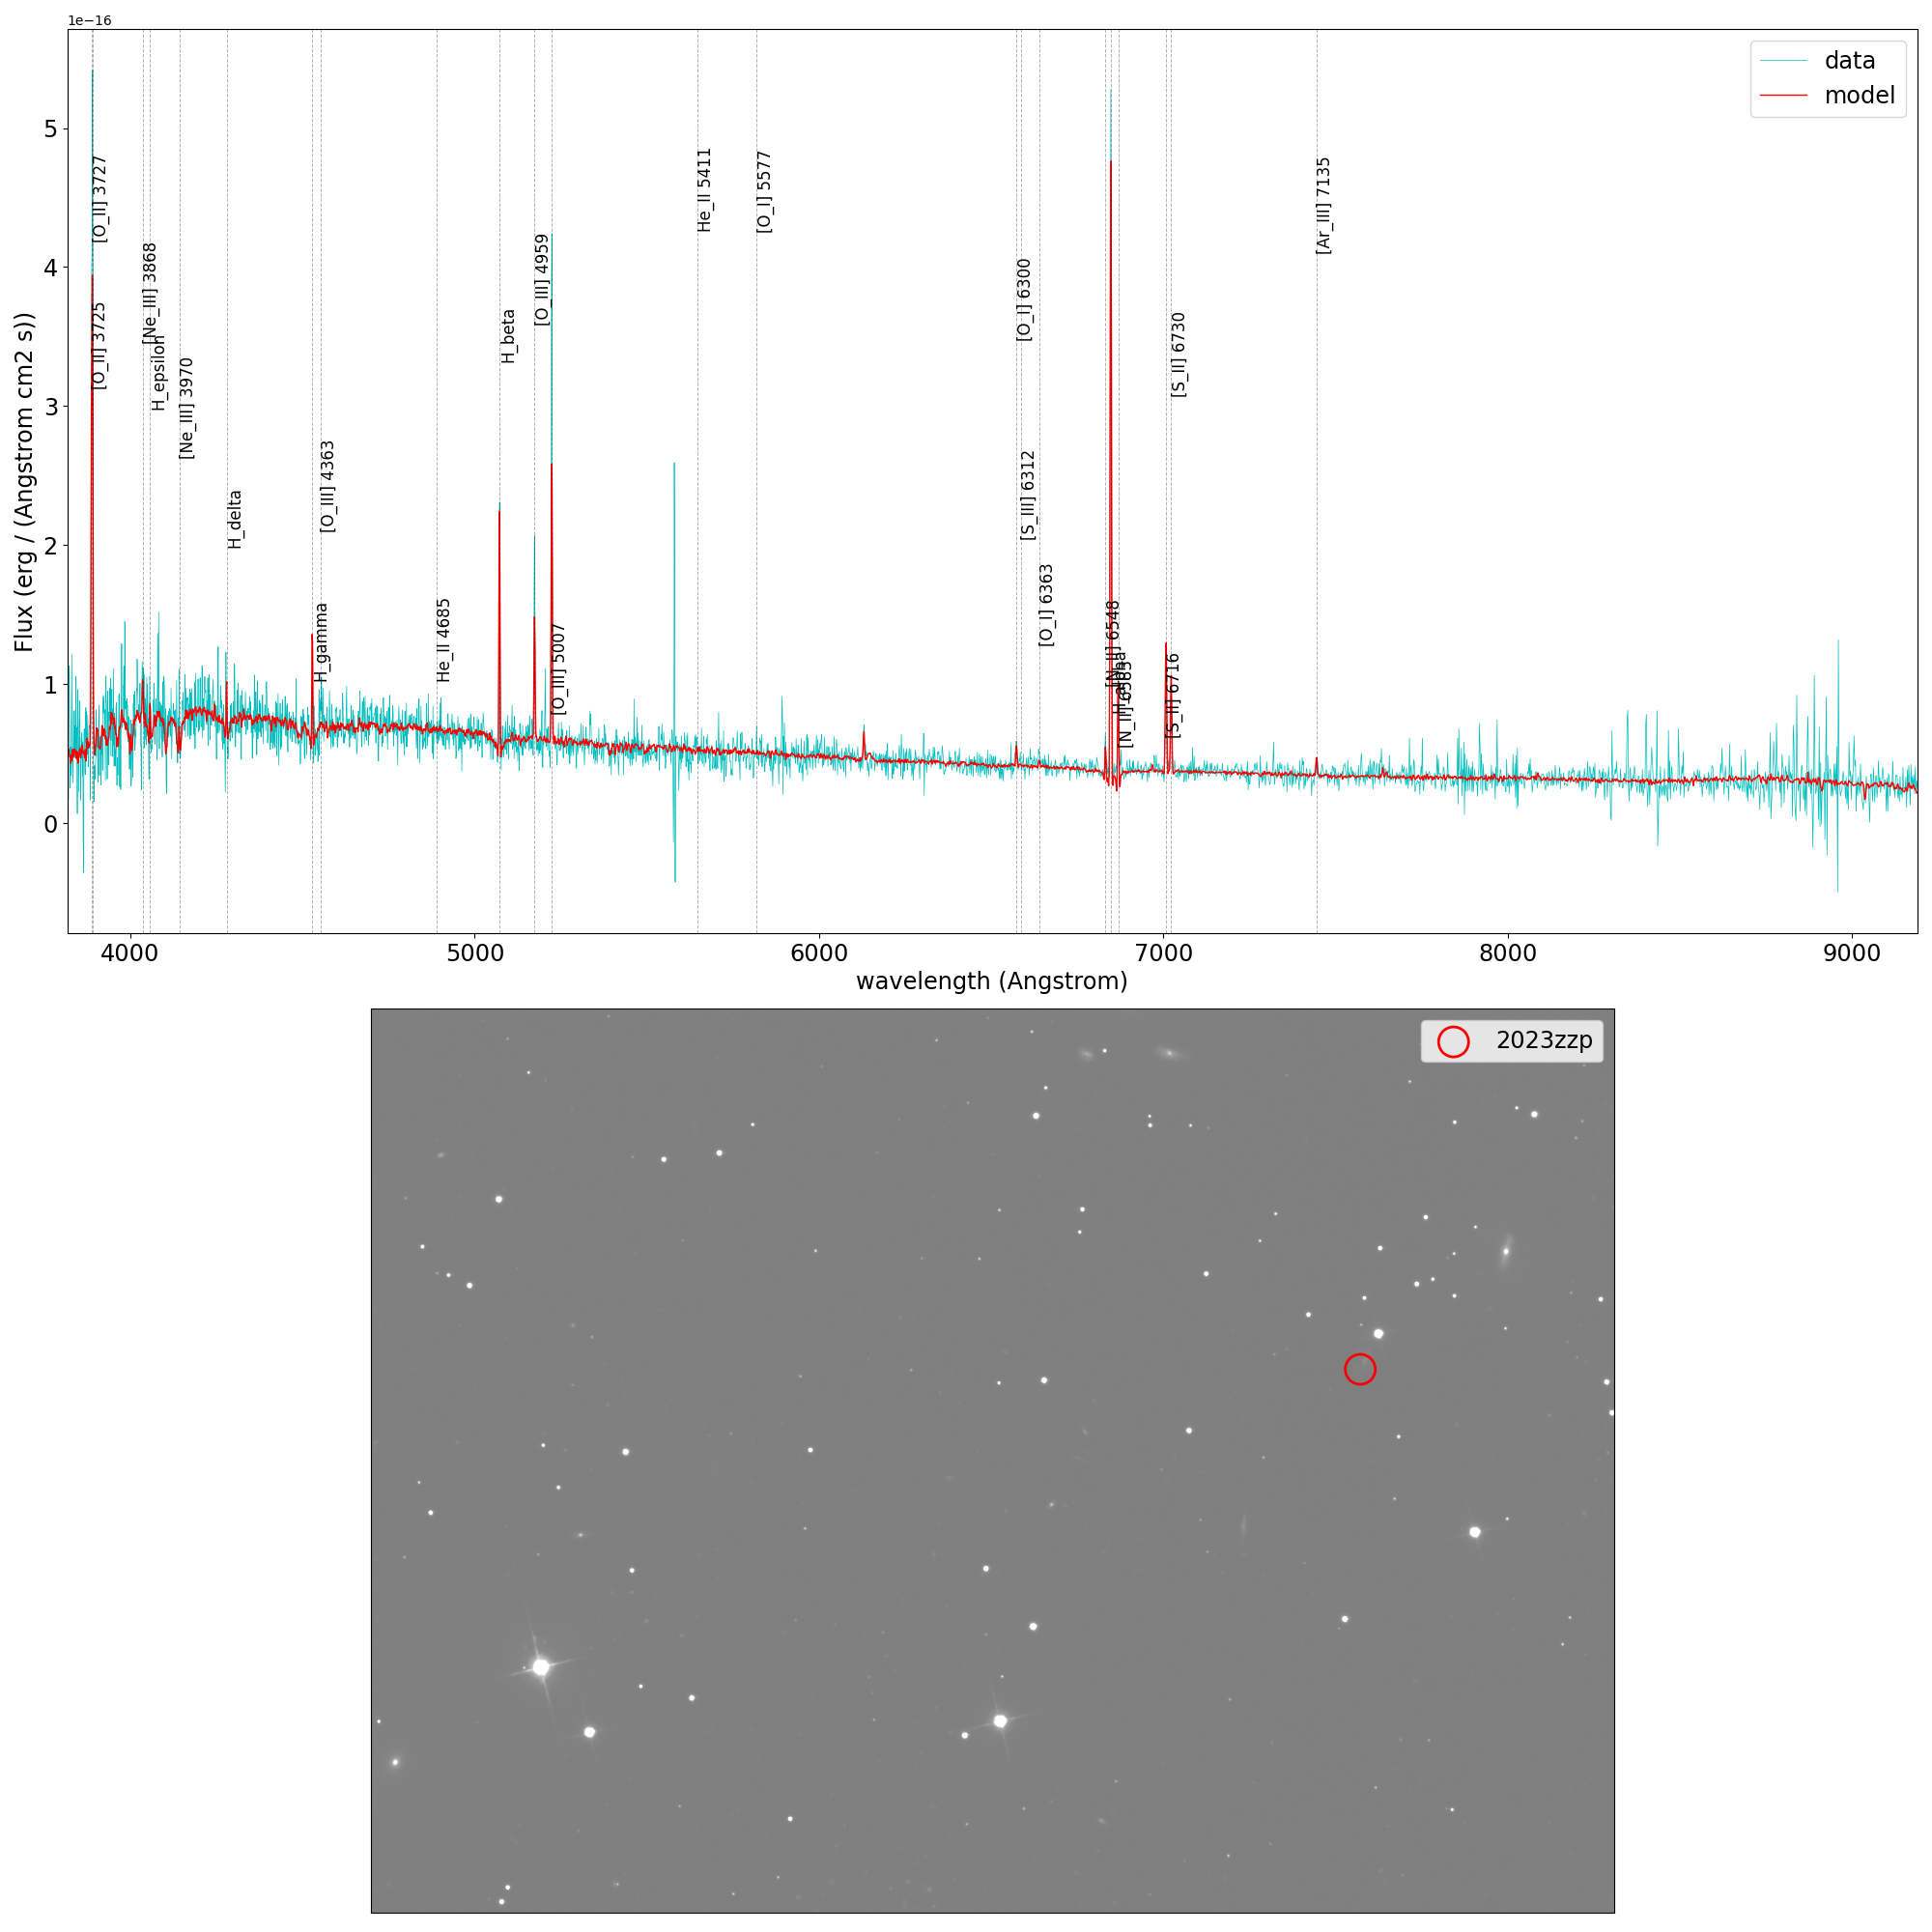 1e−16
data
model
Flux (erg / (Angstrom cm2 s))
5
4
3
2
1
0
[O_II] 3725
[O_II] 3727
[Ne_III] 3868
H_epsilon
[Ne_III] 3970
H_delta
H_gamma
[O_III] 4363
He_II 4685
H_beta
[O_III] 4959
[O_III] 5007
He_II 5411
[O_I] 5577
[O_I] 6300
[S_III] 6312
[O_I] 6363
[N_II] 6548
[N_II] 6583
[S_II] 6716
[S_II] 6730
[Ar_III] 7135
4000
5000
6000
7000
8000
9000
wavelength (Angstrom)
2023zzp